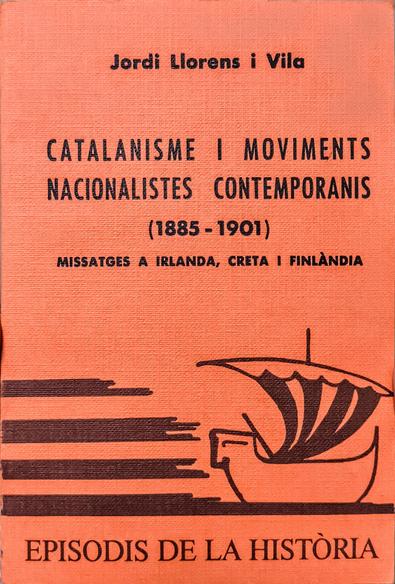 Jordi Llorens i Vila
CATALANISME I MOVIMENTS
NACIONALISTES CONTEMPORANIS
(1885-1901)
MISSATGES A IRLANDA, CRETA I FINLÀNDIA
EPISODIS DE LA HISTÒRIA